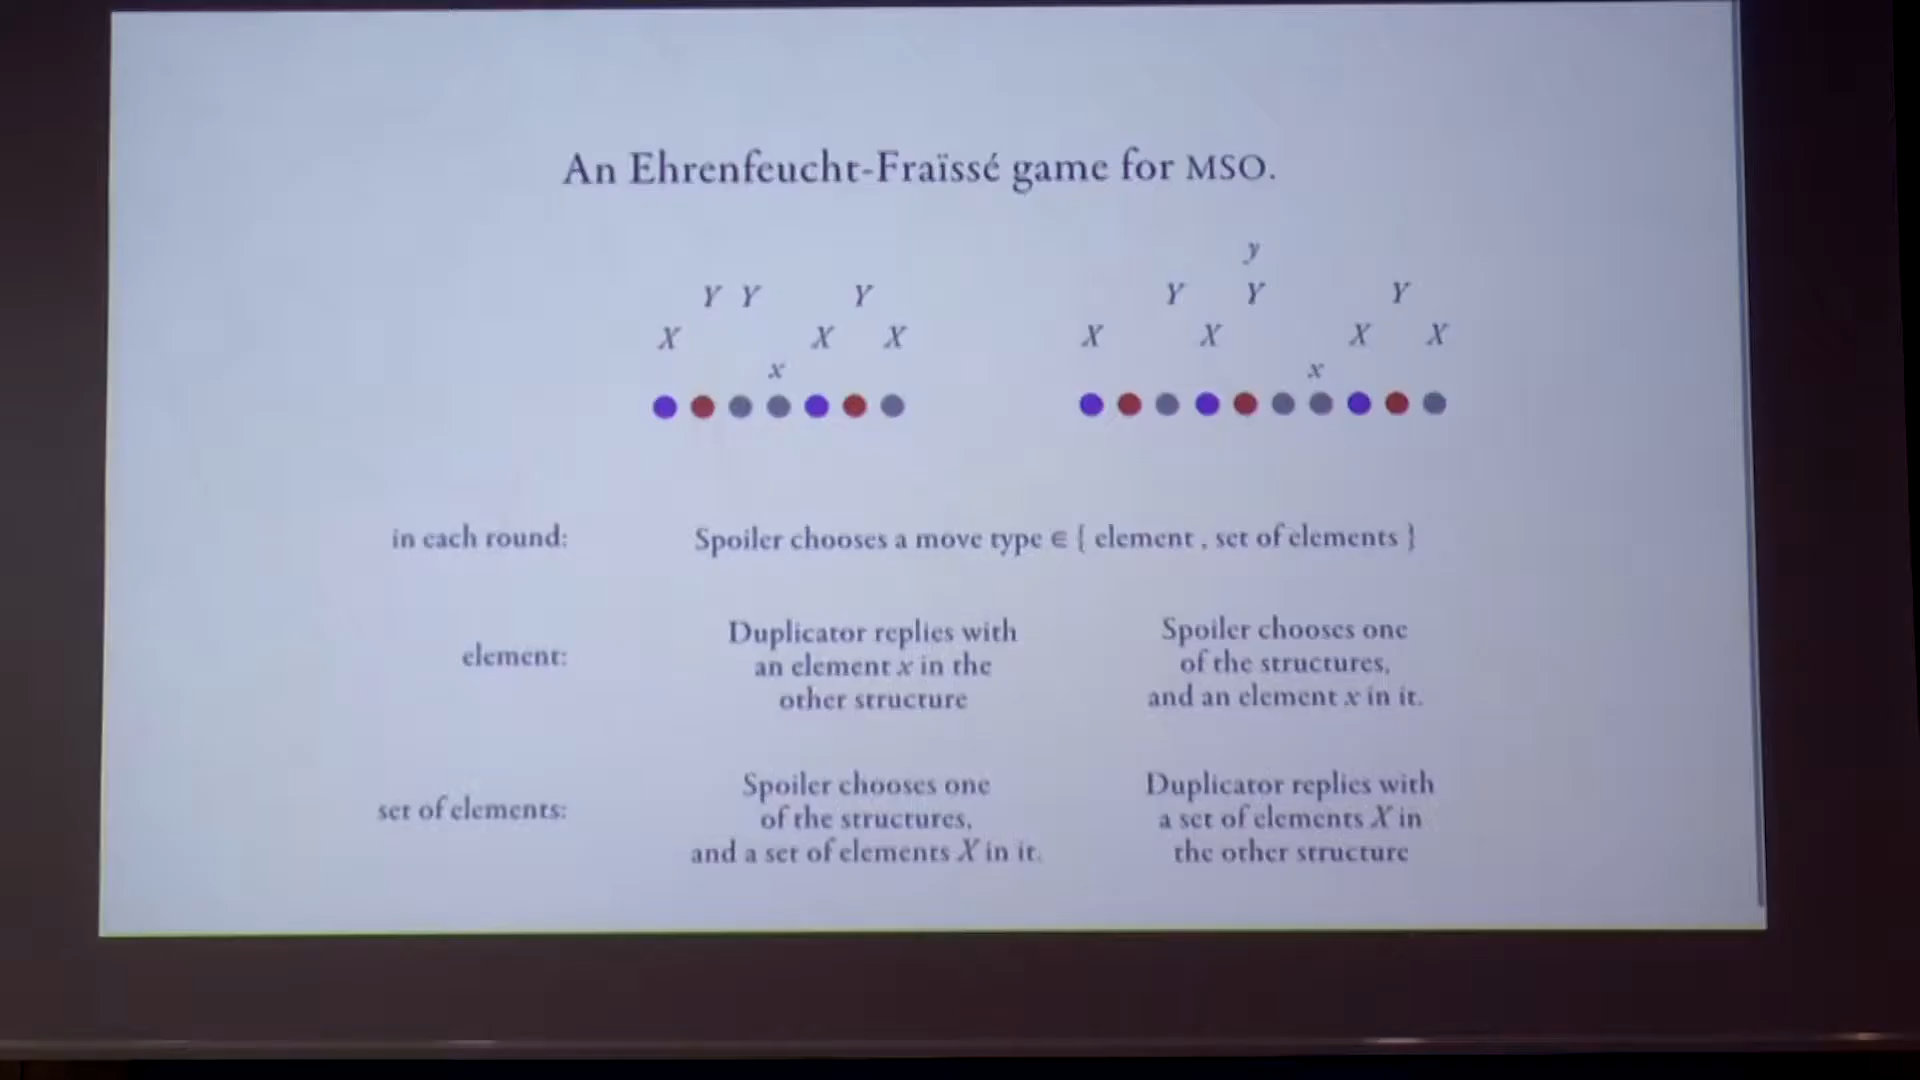 An Ehrenfeucht-Fraïssé game for MSO.
y
Y Y Y Y Y Y
X X X X X X X
x x
in each round: Spoiler chooses a move type ∈ { element , set of elements }
element:
Duplicator replies with
an element x in the
other structure
Spoiler chooses one
of the structures,
and an element x in it.
set of elements:
Spoiler chooses one
of the structures,
and a set of elements X in it.
Duplicator replies with
a set of elements X in
the other structure